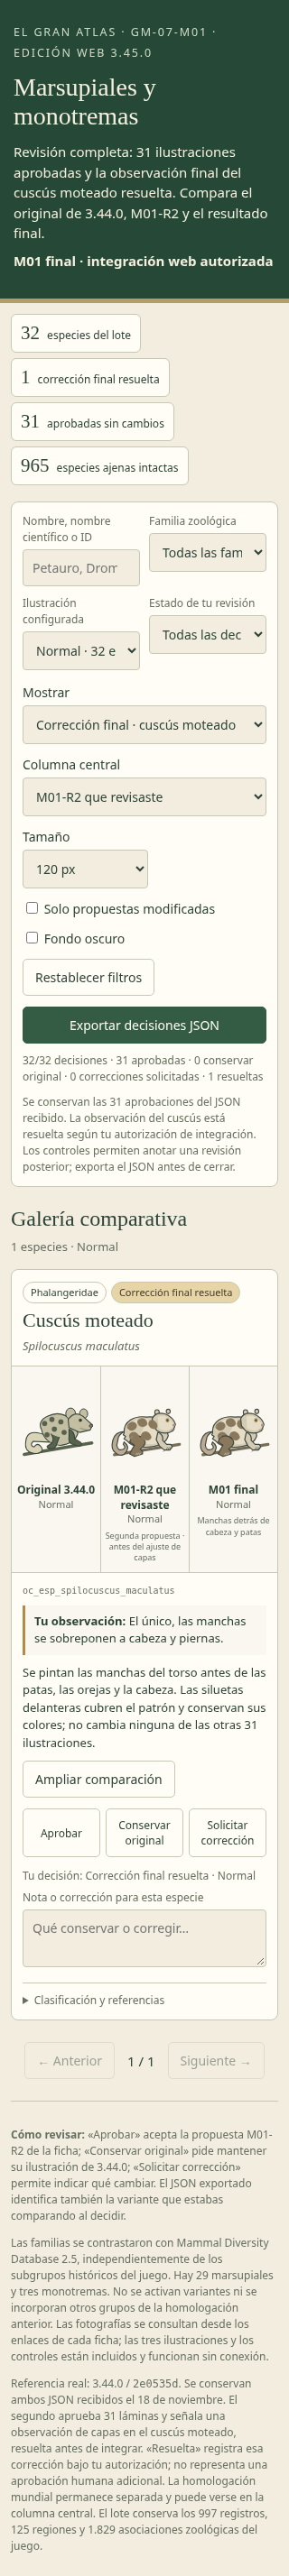 EL GRAN ATLAS · GM-07-M01 ·
EDICIÓN WEB 3.45.0
Marsupiales y
monotremas
Revisión completa: 31 ilustraciones
aprobadas y la observación final del
cuscús moteado resuelta. Compara el
original de 3.44.0, M01-R2 y el resultado
final.
M01 final · integración web autorizada
32 especies del lote
1 corrección final resuelta
31 aprobadas sin cambios
965 especies ajenas intactas
Nombre, nombre
científico o ID
Petauro, Drom
Familia zoológica
Todas las fam
Ilustración
configurada
Normal · 32 e
Estado de tu revisión
Todas las dec
Mostrar
Corrección final · cuscús moteado
Columna central
M01-R2 que revisaste
Tamaño
120 px
Solo propuestas modificadas
Fondo oscuro
Restablecer filtros
Exportar decisiones JSON
32/32 decisiones · 31 aprobadas · 0 conservar
original · 0 correcciones solicitadas · 1 resueltas
Se conservan las 31 aprobaciones del JSON
recibido. La observación del cuscús está
resuelta según tu autorización de integración.
Los controles permiten anotar una revisión
posterior; exporta el JSON antes de cerrar.
Galería comparativa
1 especies · Normal
Phalangeridae
Corrección final resuelta
Cuscús moteado
Spilocuscus maculatus
Original 3.44.0
Normal
M01-R2 que
revisaste
Normal
Segunda propuesta ·
antes del ajuste de
capas
M01 final
Normal
Manchas detrás de
cabeza y patas
oc_esp_spilocuscus_maculatus
Tu observación: El único, las manchas
se sobreponen a cabeza y piernas.
Se pintan las manchas del torso antes de las
patas, las orejas y la cabeza. Las siluetas
delanteras cubren el patrón y conservan sus
colores; no cambia ninguna de las otras 31
ilustraciones.
Ampliar comparación
Aprobar
Conservar
original
Solicitar
corrección
Tu decisión: Corrección final resuelta · Normal
Nota o corrección para esta especie
Qué conservar o corregir...
▶ Clasificación y referencias
← Anterior
1 / 1
Siguiente →
Cómo revisar: «Aprobar» acepta la propuesta M01-
R2 de la ficha; «Conservar original» pide mantener
su ilustración de 3.44.0; «Solicitar corrección»
permite indicar qué cambiar. El JSON exportado
identifica también la variante que estabas
comparando al decidir.
Las familias se contrastaron con Mammal Diversity
Database 2.5, independientemente de los
subgrupos históricos del juego. Hay 29 marsupiales
y tres monotremas. No se activan variantes ni se
incorporan otros grupos de la homologación
anterior. Las fotografías se consultan desde los
enlaces de cada ficha; las tres ilustraciones y los
controles están incluidos y funcionan sin conexión.
Referencia real: 3.44.0 / 2e0535d. Se conservan
ambos JSON recibidos el 18 de noviembre. El
segundo aprueba 31 láminas y señala una
observación de capas en el cuscús moteado,
resuelta antes de integrar. «Resuelta» registra esa
corrección bajo tu autorización; no representa una
aprobación humana adicional. La homologación
mundial permanece separada y puede verse en la
columna central. El lote conserva los 997 registros,
125 regiones y 1.829 asociaciones zoológicas del
juego.